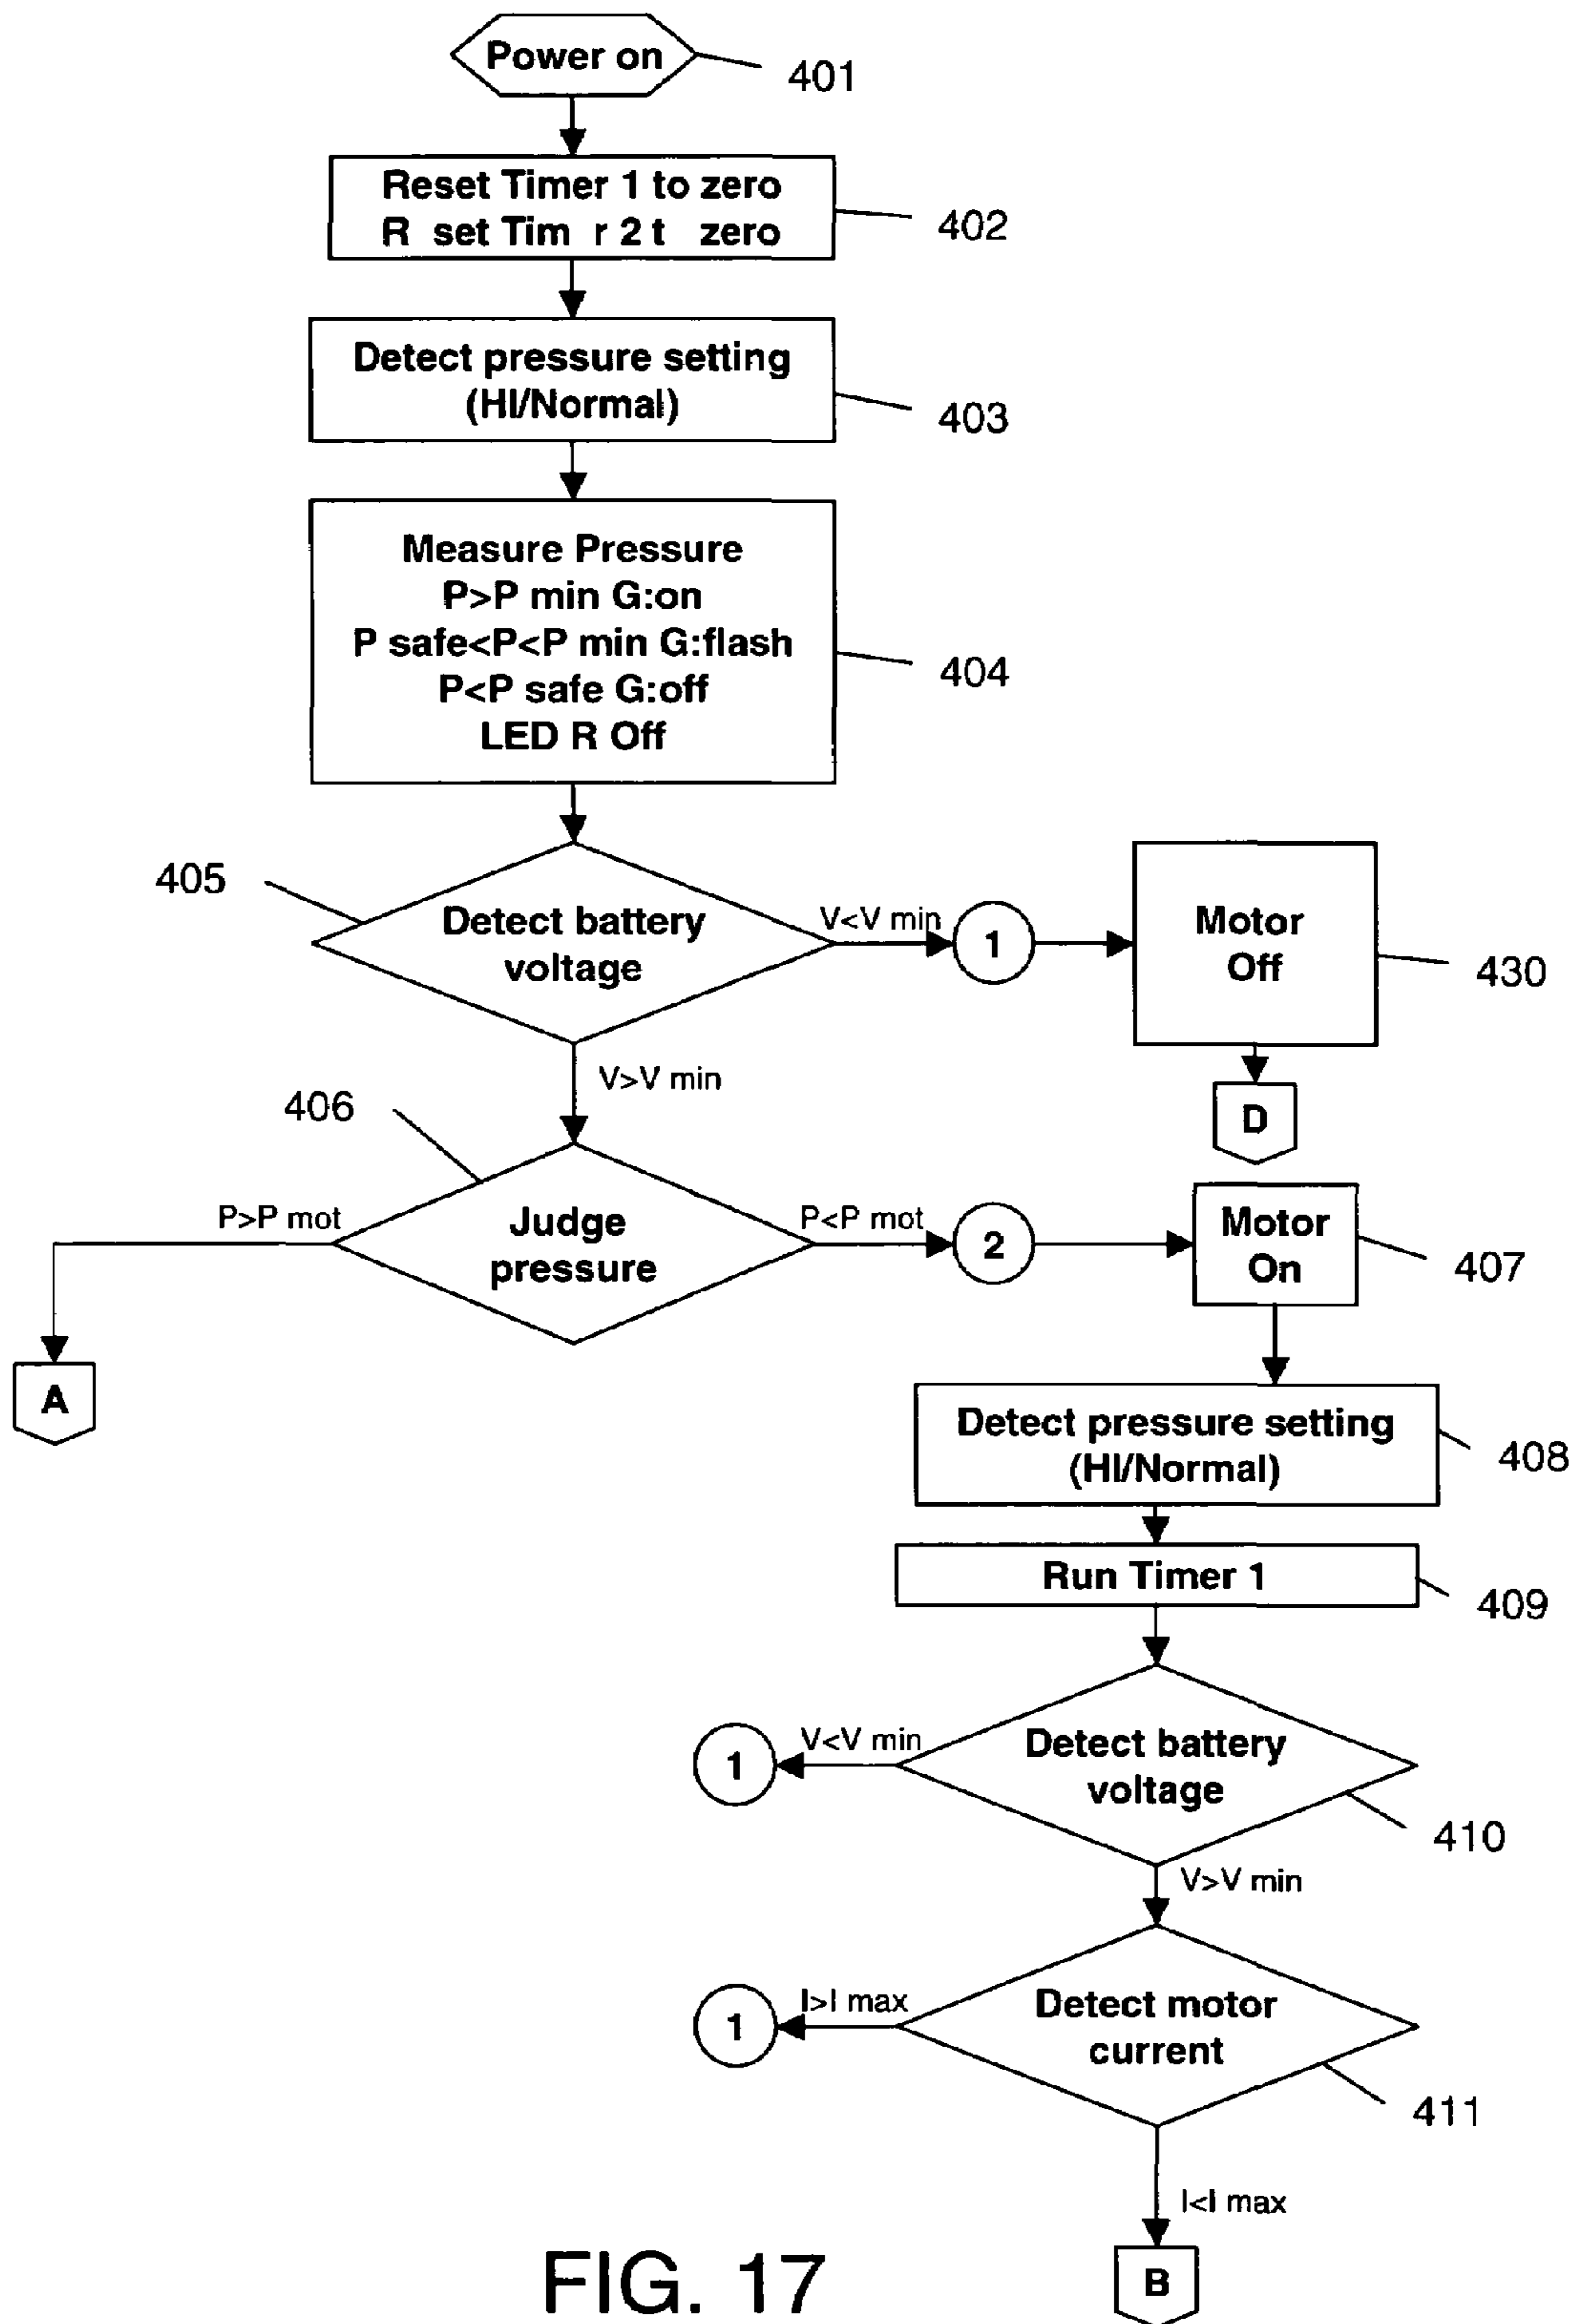 Power on
401
Reset Timer 1 to zero
R set Tim r 2 t zero
402
Detect pressure setting
(HI/Normal)
403
Measure Pressure
P>P min G:on
P safe<P<P min G:flash
P<P safe G:off
LED R Off
404
405
Detect battery
voltage
V<V min
1
Motor
Off
430
V>V min
D
406
P>P mot
Judge
pressure
P<P mot
2
Motor
On
407
A
Detect pressure setting
(HI/Normal)
408
Run Timer 1
409
1
V<V min
Detect battery
voltage
410
V>V min
1
I>I max
Detect motor
current
411
I<I max
B
FIG. 17